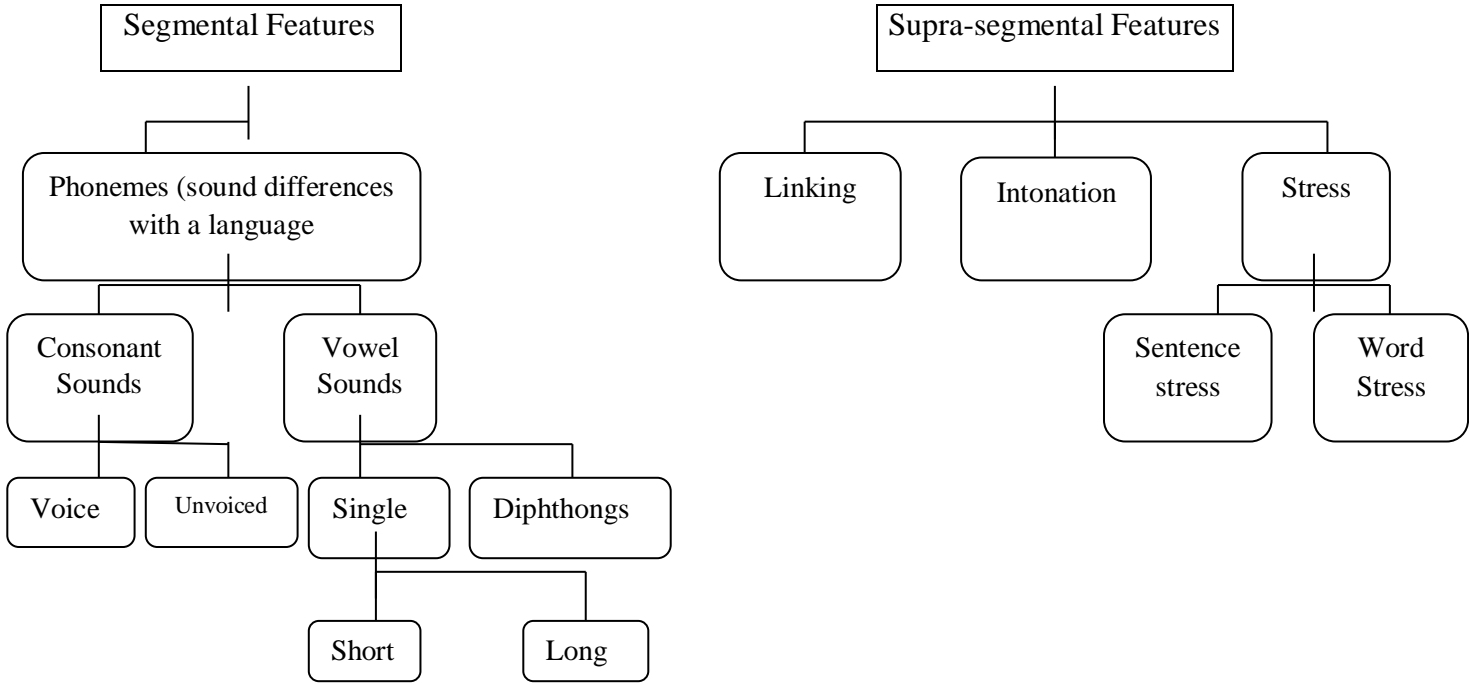 Segmental Features
Supra-segmental Features
Phonemes (sound differences
with a language
Linking
Intonation
Stress
Consonant
Sounds
Vowel
Sounds
Sentence
stress
Word
Stress
Voice
Unvoiced
Single
Diphthongs
Short
Long